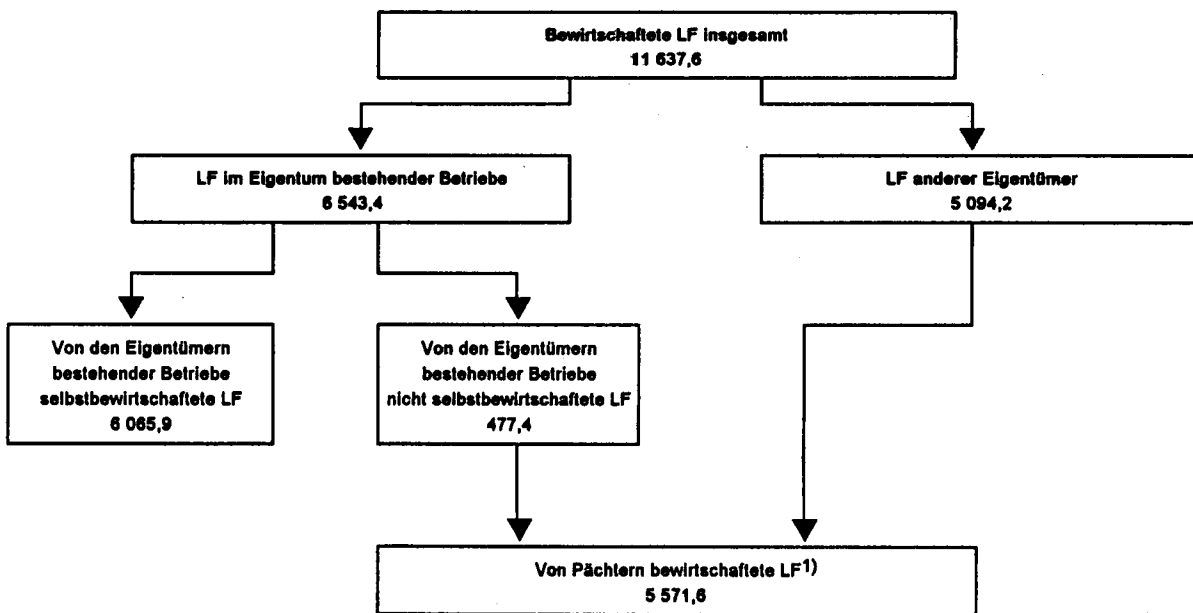 Bewirtschaftete LF insgesamt
11 637,6
LF im Eigentum bestehender Betriebe
6 543,4
LF anderer Eigentümer
5 094,2
Von den Eigentümern
bestehender Betriebe
selbstbewirtschaftete LF
6 065,9
Von den Eigentümern
bestehender Betriebe
nicht selbstbewirtschaftete LF
477,4
Von Pächtern bewirtschaftete LF1)
5 571,6